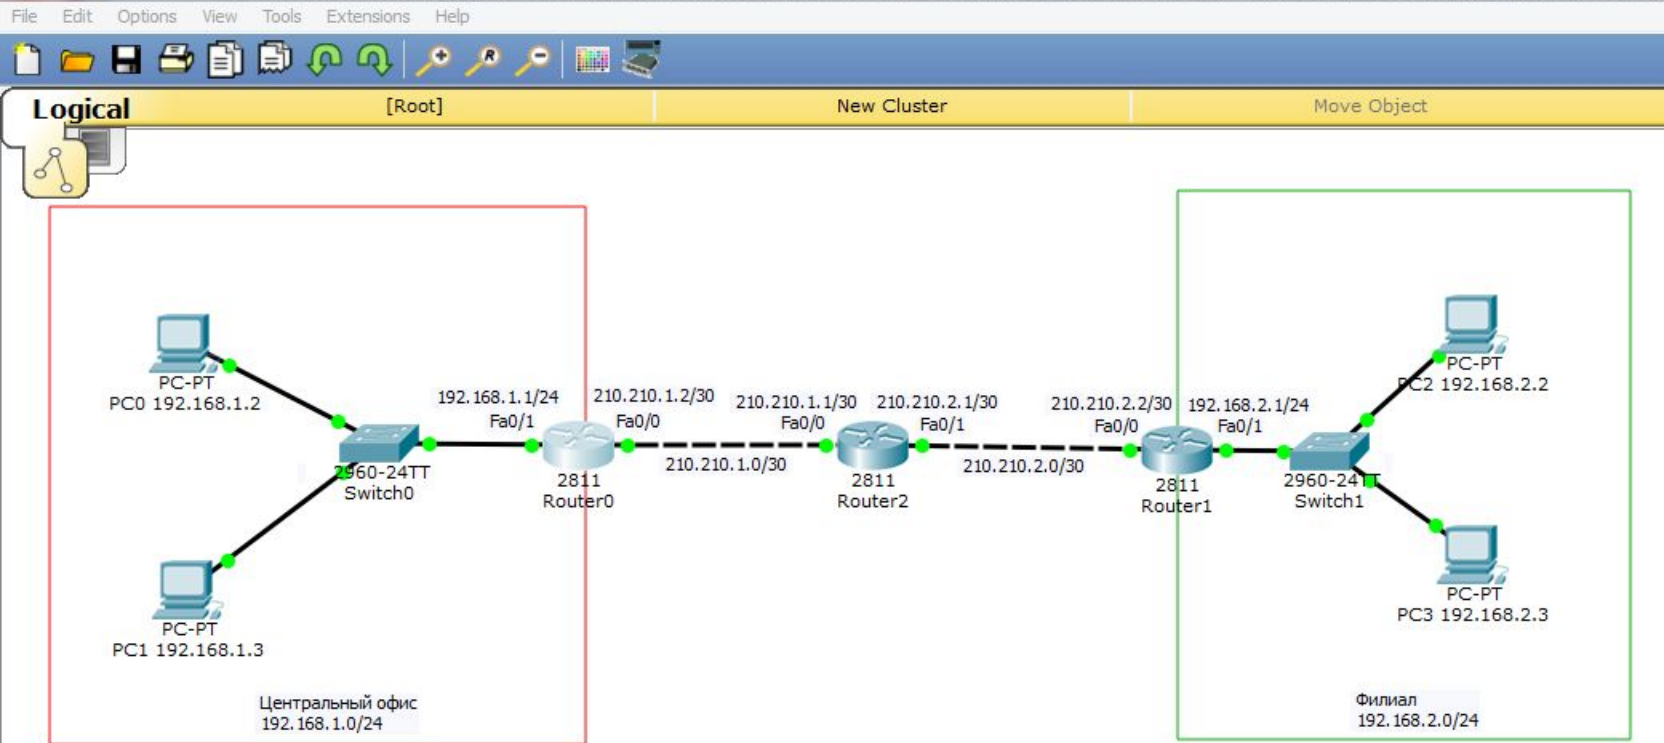 File Edit Options View Tools Extensions Help
R
Logical
[Root]
New Cluster
Move Object
PC-PT
PC0 192.168.1.2
192.168.1.1/24
Fa0/1
210.210.1.2/30
Fa0/0
210.210.1.1/30
Fa0/0
210.210.2.1/30
Fa0/1
210.210.2.2/30
Fa0/0
192.168.2.1/24
Fa0/1
PC-PT
PC2 192.168.2.2
2960-24TT
Switch0
2811
Router0
210.210.1.0/30
2811
Router2
210.210.2.0/30
2811
Router1
2960-24TT
Switch1
PC-PT
PC1 192.168.1.3
PC-PT
PC3 192.168.2.3
Центральный офис
192.168.1.0/24
Филиал
192.168.2.0/24